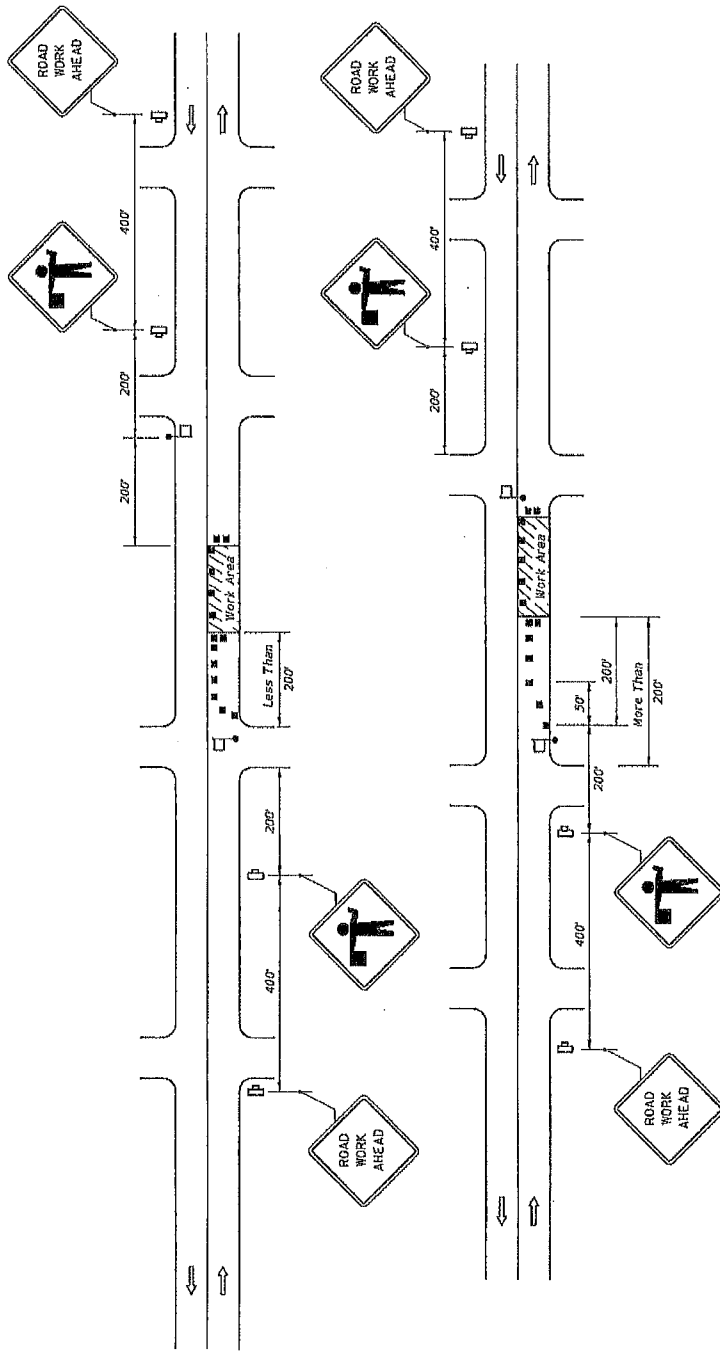 ROAD
WORK
AHEAD
400'
200'
200'
Work Area
Less Than
200'
200'
400'
ROAD
WORK
AHEAD
ROAD
WORK
AHEAD
400'
200'
Work Area
200'
More Than
200'
50'
200'
400'
ROAD
WORK
AHEAD